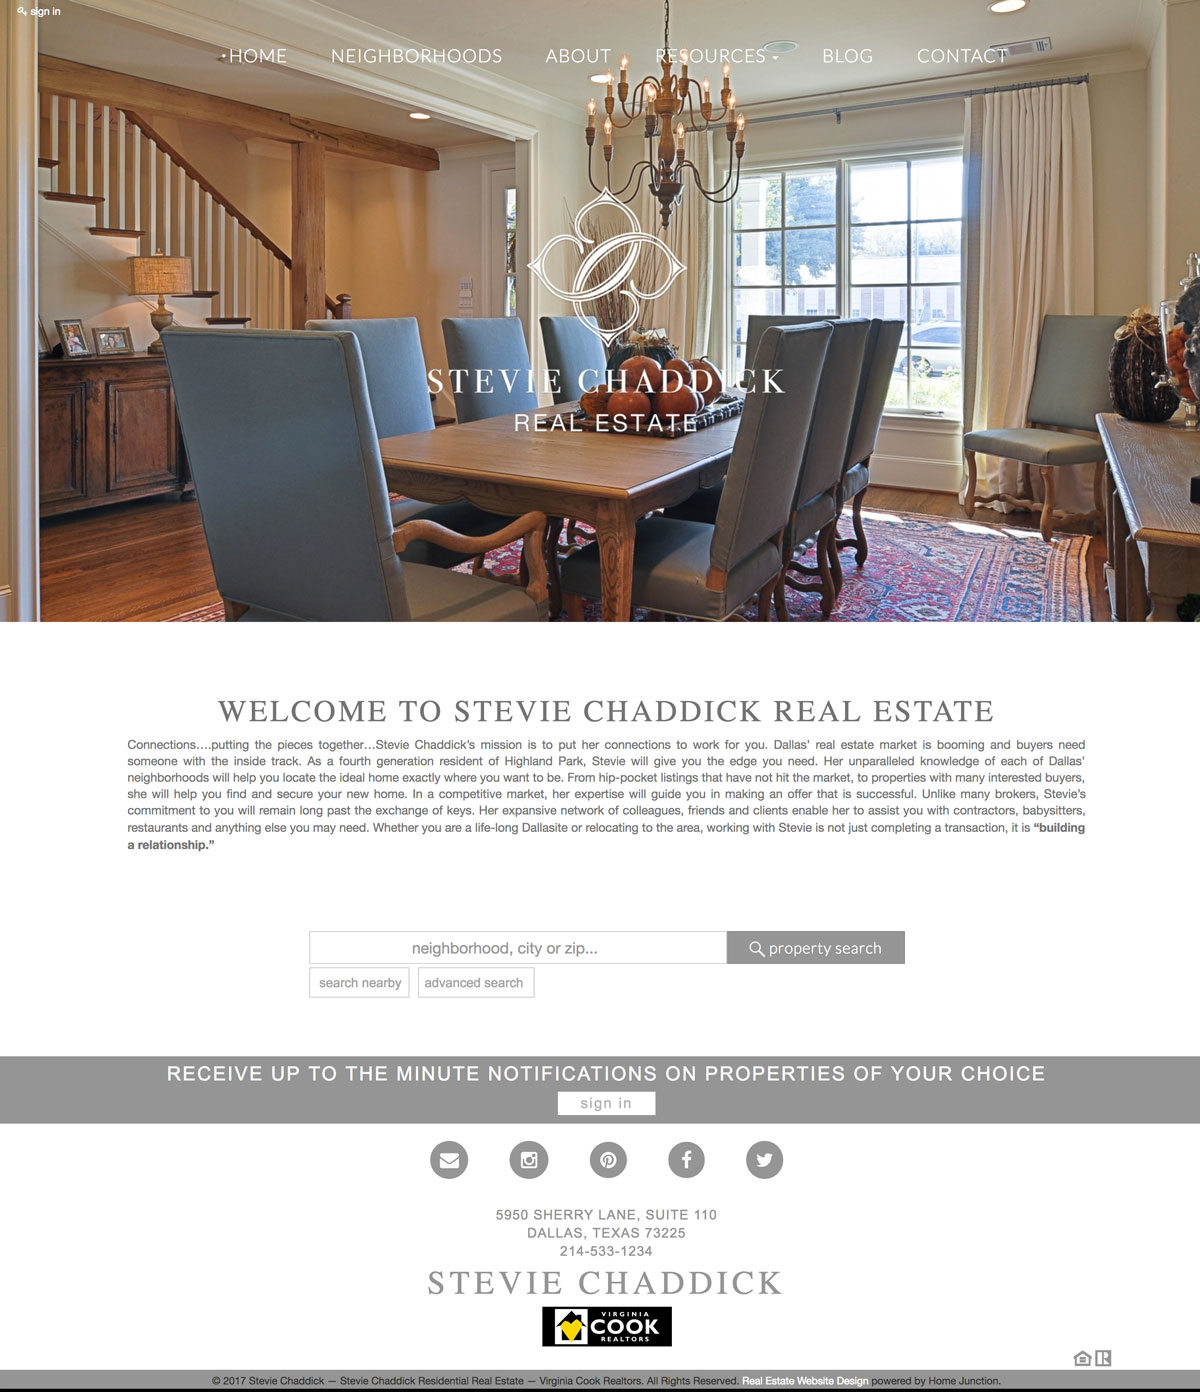 sign in
HOME NEIGHBORHOODS ABOUT RESOURCES BLOG CONTACT
STEVIE CHADDICK
REAL ESTATE
WELCOME TO STEVIE CHADDICK REAL ESTATE
Connections….putting the pieces together…Stevie Chaddick’s mission is to put her connections to work for you. Dallas’ real estate market is booming and buyers need
someone with the inside track. As a fourth generation resident of Highland Park, Stevie will give you the edge you need. Her unparalleled knowledge of each of Dallas’
neighborhoods will help you locate the ideal home exactly where you want to be. From hip-pocket listings that have not hit the market, to properties with many interested buyers,
she will help you find and secure your new home. In a competitive market, her expertise will guide you in making an offer that is successful. Unlike many brokers, Stevie’s
commitment to you will remain long past the exchange of keys. Her expansive network of colleagues, friends and clients enable her to assist you with contractors, babysitters,
restaurants and anything else you may need. Whether you are a life-long Dallasite or relocating to the area, working with Stevie is not just completing a transaction, it is “building
a relationship.”
neighborhood, city or zip...
property search
search nearby
advanced search
RECEIVE UP TO THE MINUTE NOTIFICATIONS ON PROPERTIES OF YOUR CHOICE
sign in
5950 SHERRY LANE, SUITE 110
DALLAS, TEXAS 73225
214-533-1234
STEVIE CHADDICK
VIRGINIA
COOK
REALTORS
© 2017 Stevie Chaddick — Stevie Chaddick Residential Real Estate — Virginia Cook Realtors. All Rights Reserved. Real Estate Website Design powered by Home Junction.